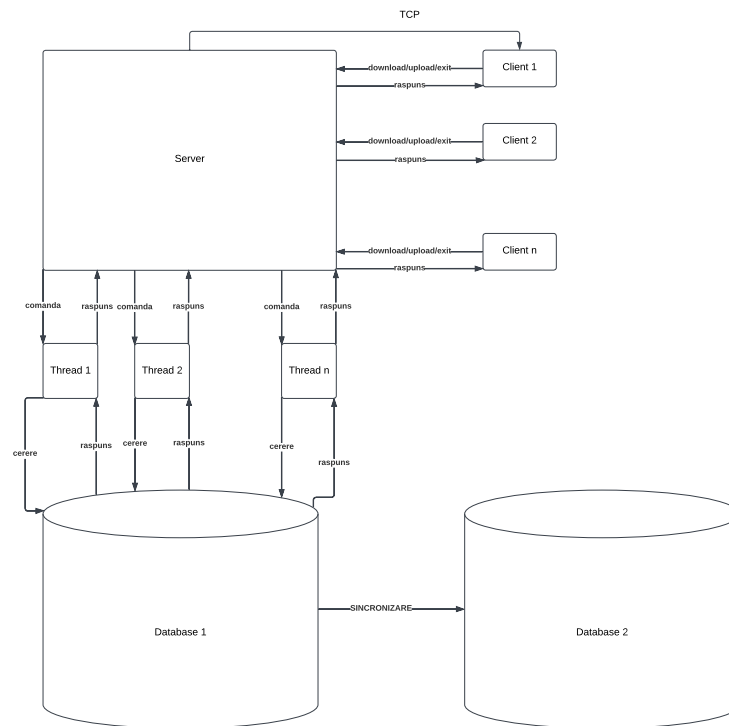 TCP
download/upload/exit
Client 1
raspuns
download/upload/exit
Client 2
raspuns
Server
download/upload/exit
Client n
raspuns
comanda
raspuns
comanda
raspuns
comanda
raspuns
Thread 1
Thread 2
Thread n
cerere
raspuns
cerere
raspuns
cerere
raspuns
SINCRONIZARE
Database 1
Database 2